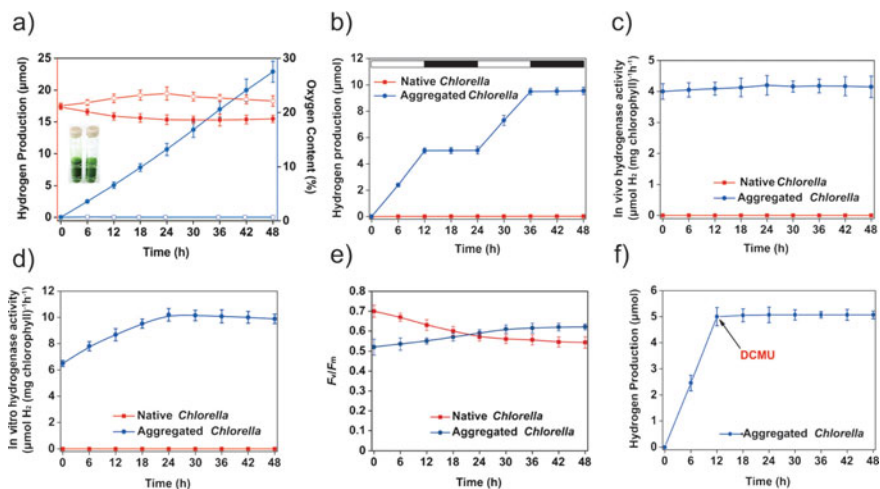 a)
Hydrogen Production (μmol)
25
20
15
10
5
0
30
20
10
0
Oxygen Content (%)
0 6 12 18 24 30 36 42 48
Time (h)
b)
Hydrogen production (μmol)
12
10
8
6
4
2
0
Native Chlorella
Aggregated Chlorella
0 6 12 18 24 30 36 42 48
Time (h)
c)
In vivo hydrogenase activity
(μmol H₂ (mg chlorophyll)⁻¹h⁻¹)
5
4
3
2
1
0
Native Chlorella
Aggregated Chlorella
0 6 12 18 24 30 36 42 48
Time (h)
d)
In vitro hydrogenase activity
(μmol H₂ (mg chlorophyll)⁻¹h⁻¹)
12
10
8
6
4
2
0
Native Chlorella
Aggregated Chlorella
0 6 12 18 24 30 36 42 48
Time (h)
e)
Fv/Fm
0.8
0.7
0.6
0.5
0.4
0.3
0.2
0.1
0
Native Chlorella
Aggregated Chlorella
0 6 12 18 24 30 36 42 48
Time (h)
f)
Hydrogen Production (μmol)
6
5
4
3
2
1
0
DCMU
Aggregated Chlorella
0 6 12 18 24 30 36 42 48
Time (h)